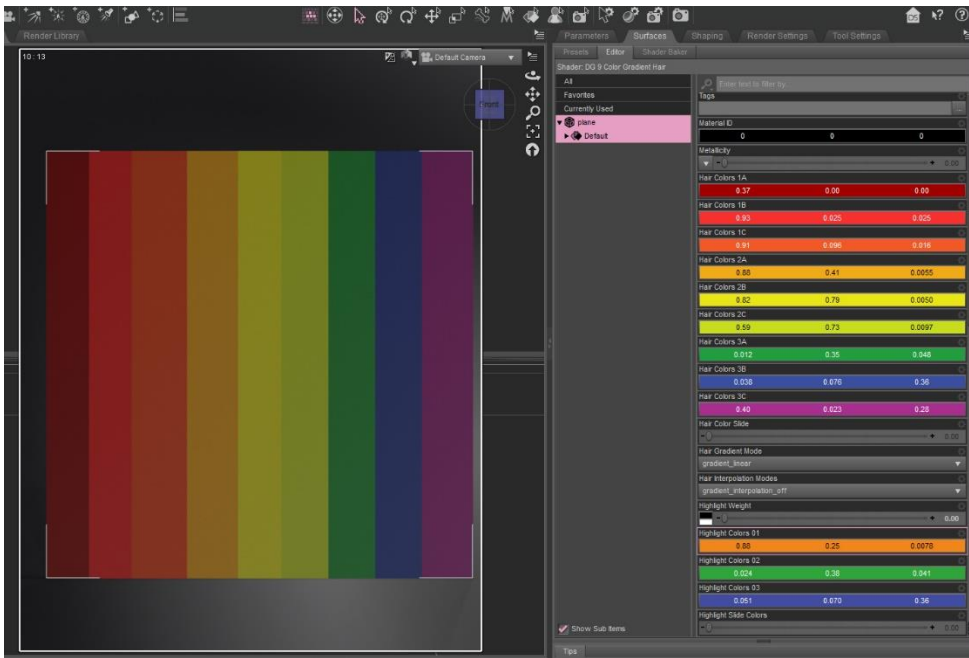 Render Library
Parameters Surfaces Shaping Render Settings Tool Settings
Presets Editor Shader Baker
Shader: DG 9 Color Gradient Hair
10 : 13
Default Camera
Front
All
Favorites
Currently Used
plane
Default
Enter text to filter by...
Tags
Material ID
0 0 0
Metallicity
0.00
Hair Colors 1A
0.37 0.00 0.00
Hair Colors 1B
0.93 0.025 0.025
Hair Colors 1C
0.91 0.096 0.016
Hair Colors 2A
0.88 0.41 0.0055
Hair Colors 2B
0.82 0.79 0.0050
Hair Colors 2C
0.59 0.73 0.0097
Hair Colors 3A
0.012 0.35 0.048
Hair Colors 3B
0.038 0.076 0.36
Hair Colors 3C
0.40 0.023 0.28
Hair Color Slide
0.00
Hair Gradient Mode
gradient_linear
Hair Interpolation Modes
gradient_interpolation_off
Highlight Weight
0.00
Highlight Colors 01
0.88 0.25 0.0078
Highlight Colors 02
0.024 0.38 0.041
Highlight Colors 03
0.051 0.070 0.36
Highlight Slide Colors
0.00
Show Sub Items
Tips